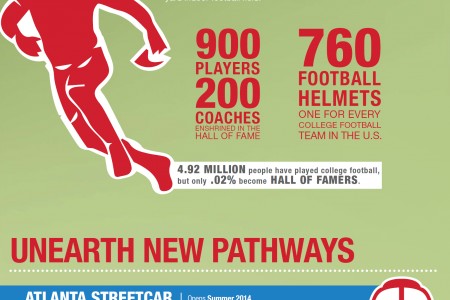 900
PLAYERS
200
COACHES
ENSHRINED IN THE
HALL OF FAME
760
FOOTBALL
HELMETS
ONE FOR EVERY
COLLEGE FOOTBALL
TEAM IN THE U.S.
4.92 MILLION people have played college football,
but only .02% become HALL OF FAMERS.
UNEARTH NEW PATHWAYS
ATLANTA STREETCAR | Opens Summer 2014